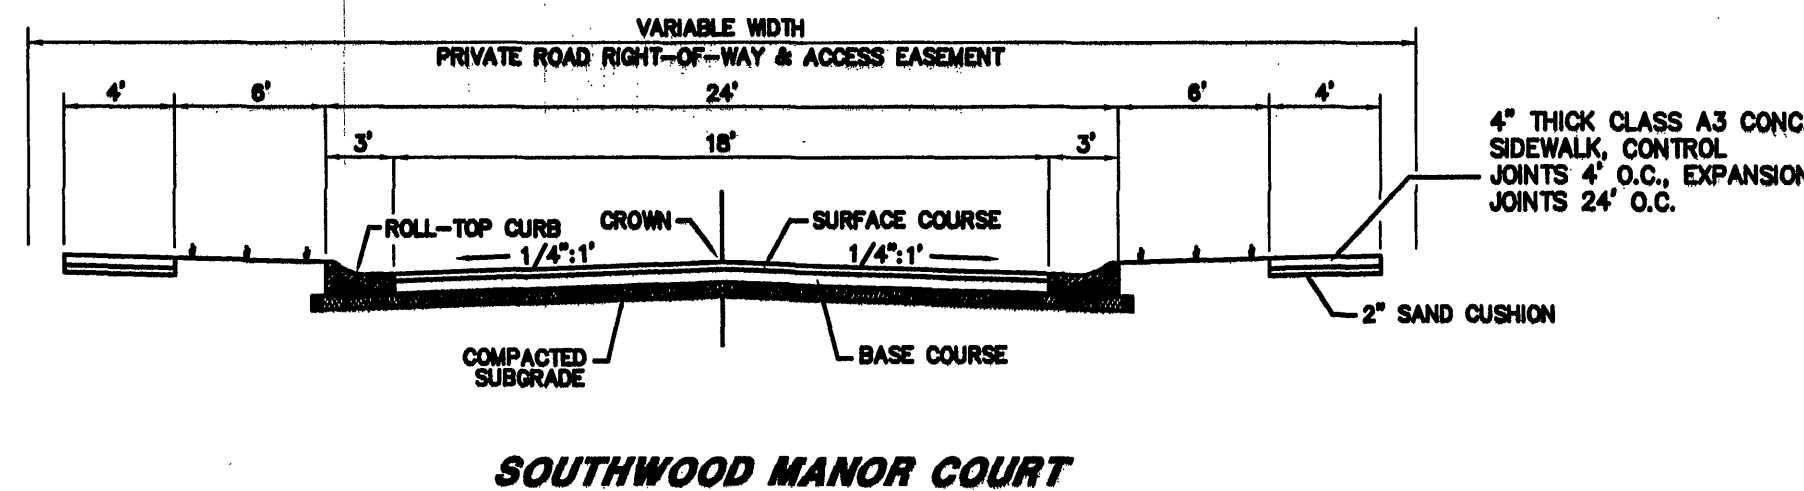 VARIABLE WIDTH
PRIVATE ROAD RIGHT-OF-WAY & ACCESS EASEMENT
4' 6' 24' 6' 4'
3' 18' 3'
4" THICK CLASS A3 CONC
SIDEWALK, CONTROL
JOINTS 4' O.C., EXPANSION
JOINTS 24' O.C.
ROLL-TOP CURB
CROWN
SURFACE COURSE
1/4":1'
1/4":1'
2" SAND CUSHION
COMPACTED
SUBGRADE
BASE COURSE
SOUTHWOOD MANOR COURT